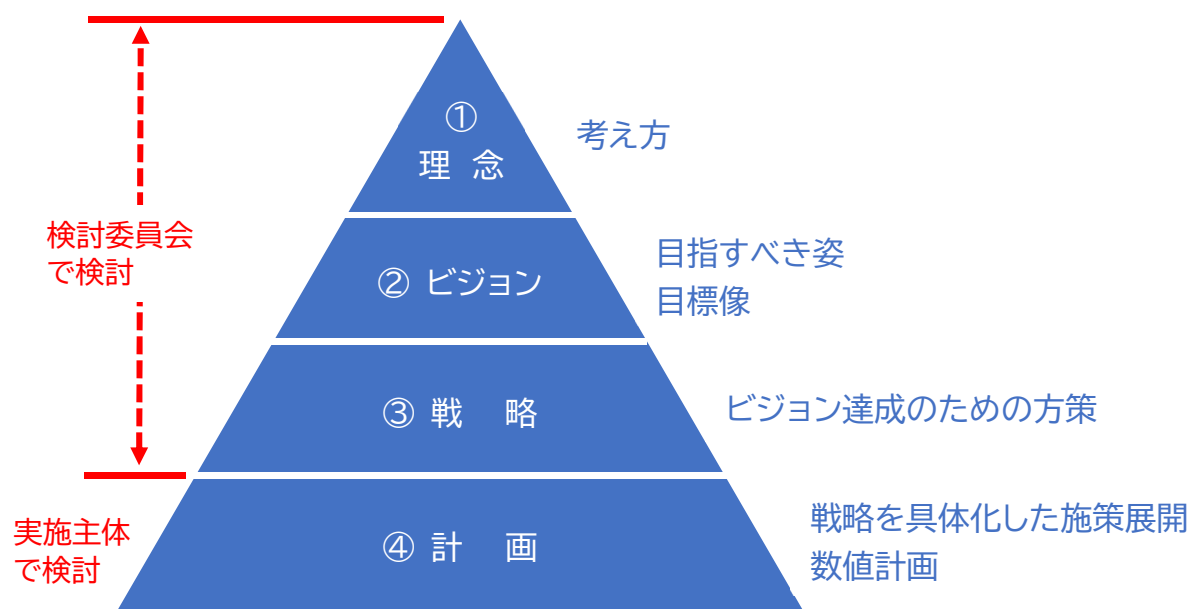 ①
理 念
考え方
検討委員会
で検討
② ビジョン
目指すべき姿
目標像
③ 戦 略
ビジョン達成のための方策
実施主体
で検討
④ 計 画
戦略を具体化した施策展開
数値計画